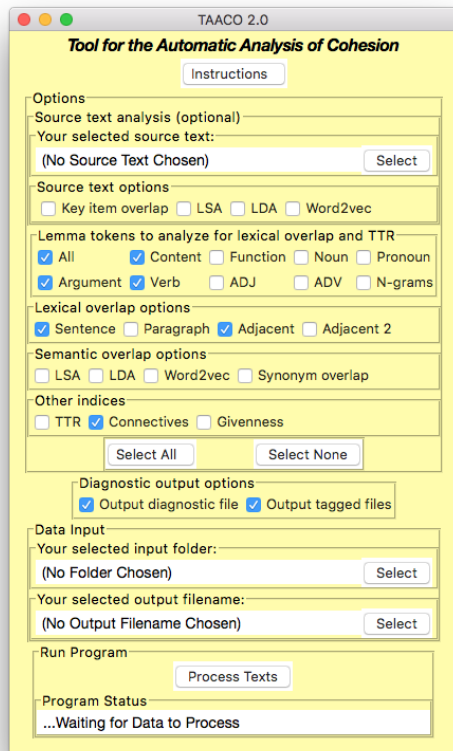 TAACO 2.0
Tool for the Automatic Analysis of Cohesion
Instructions
Options
Source text analysis (optional)
Your selected source text:
(No Source Text Chosen) Select
Source text options
Key item overlap LSA LDA Word2vec
Lemma tokens to analyze for lexical overlap and TTR
All Content Function Noun Pronoun
Argument Verb ADJ ADV N-grams
Lexical overlap options
Sentence Paragraph Adjacent Adjacent 2
Semantic overlap options
LSA LDA Word2vec Synonym overlap
Other indices
TTR Connectives Givenness
Select All Select None
Diagnostic output options
Output diagnostic file Output tagged files
Data Input
Your selected input folder:
(No Folder Chosen) Select
Your selected output filename:
(No Output Filename Chosen) Select
Run Program
Process Texts
Program Status
...Waiting for Data to Process